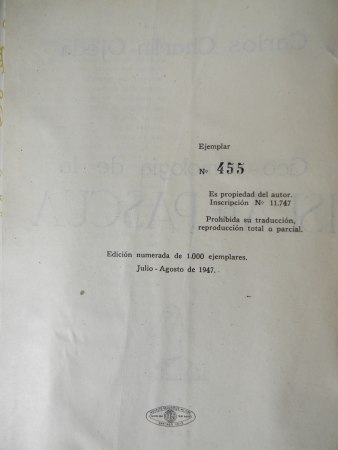 Ejemplar
Nº 455
Es propiedad del autor.
Inscripción Nº 11.747
Prohibida su traducción,
reproducción total o parcial.
Edición numerada de 1.000 ejemplares.
Julio - Agosto de 1947.